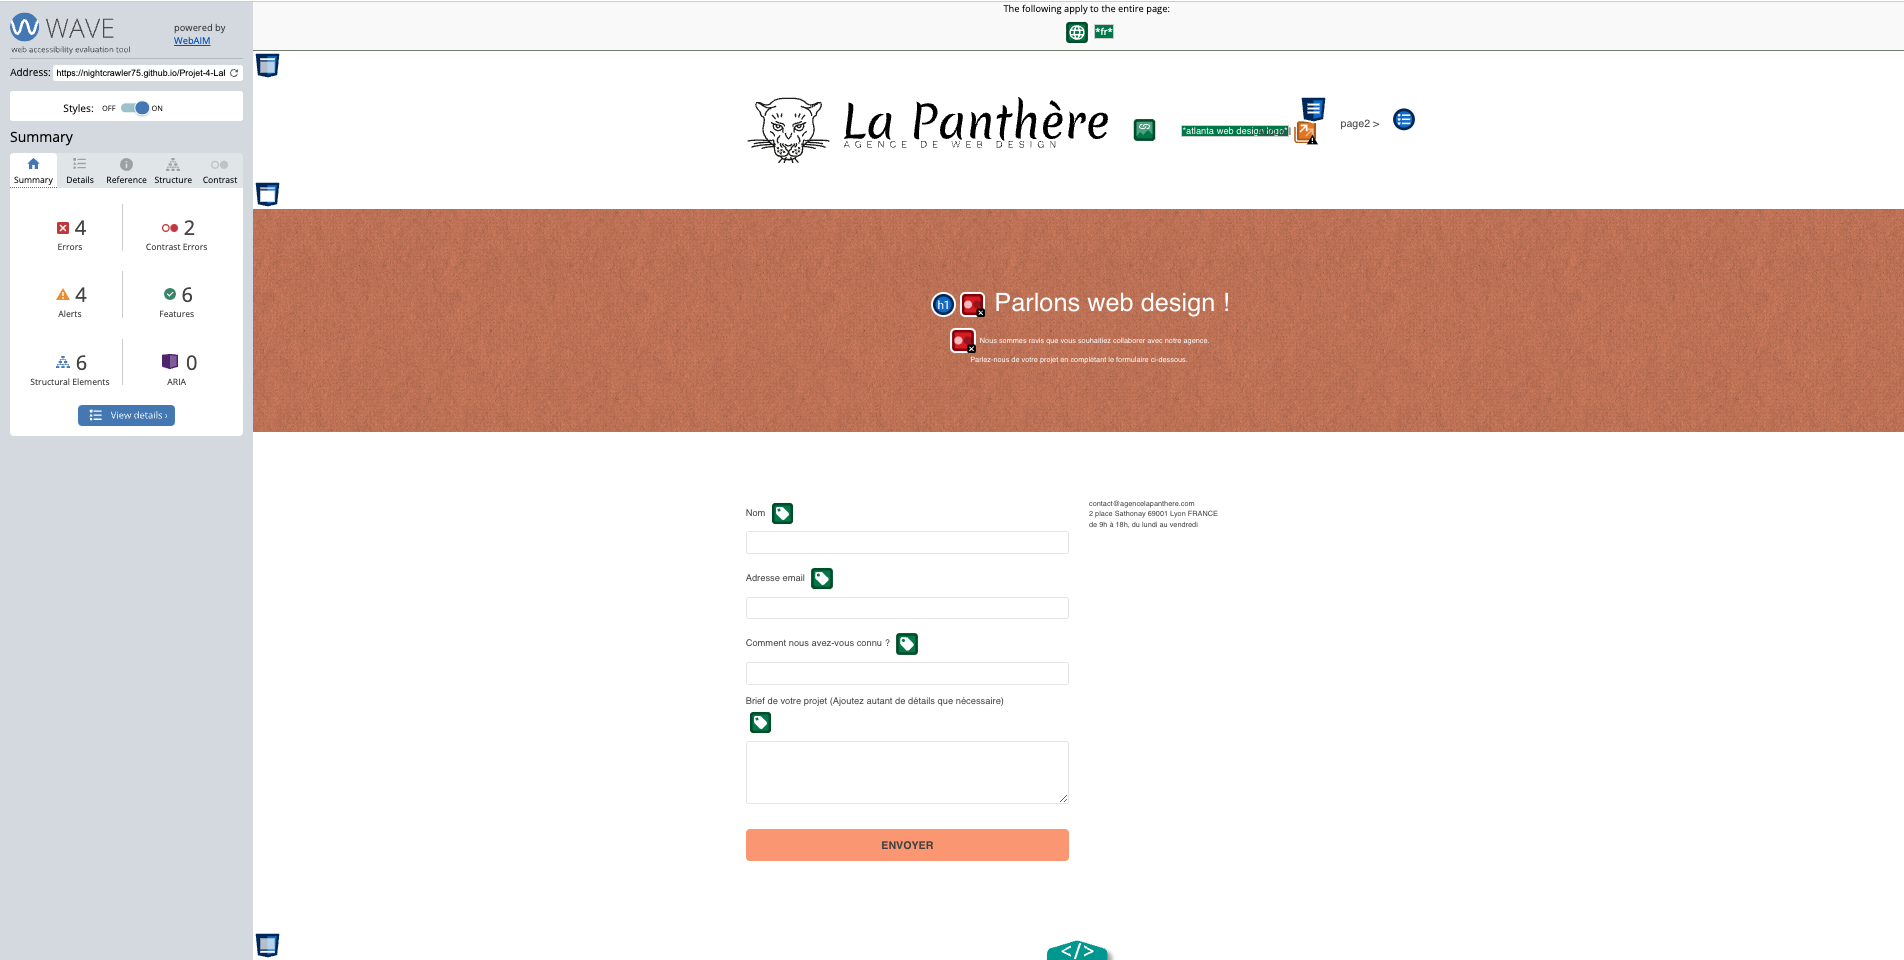 WAVE
web accessibility evaluation tool
powered by
WebAIM
Address: https://nightcrawler75.github.io/Projet-4-Lal
Styles: OFF ON
Summary
Summary Details Reference Structure Contrast
4 Errors
2 Contrast Errors
4 Alerts
6 Features
6 Structural Elements
0 ARIA
View details ›
The following apply to the entire page:
*fr*
La Panthère
AGENCE DE WEB DESIGN
*atlanta web design logo*
page2 >
h1 Parlons web design !
Nous sommes ravis que vous souhaitiez collaborer avec notre agence.
Parlez-nous de votre projet en complétant le formulaire ci-dessous.
Nom
Adresse email
Comment nous avez-vous connu ?
Brief de votre projet (Ajoutez autant de détails que nécessaire)
ENVOYER
contact@agencelapanthere.com
2 place Sathonay 69001 Lyon FRANCE
de 9h à 18h, du lundi au vendredi
</>